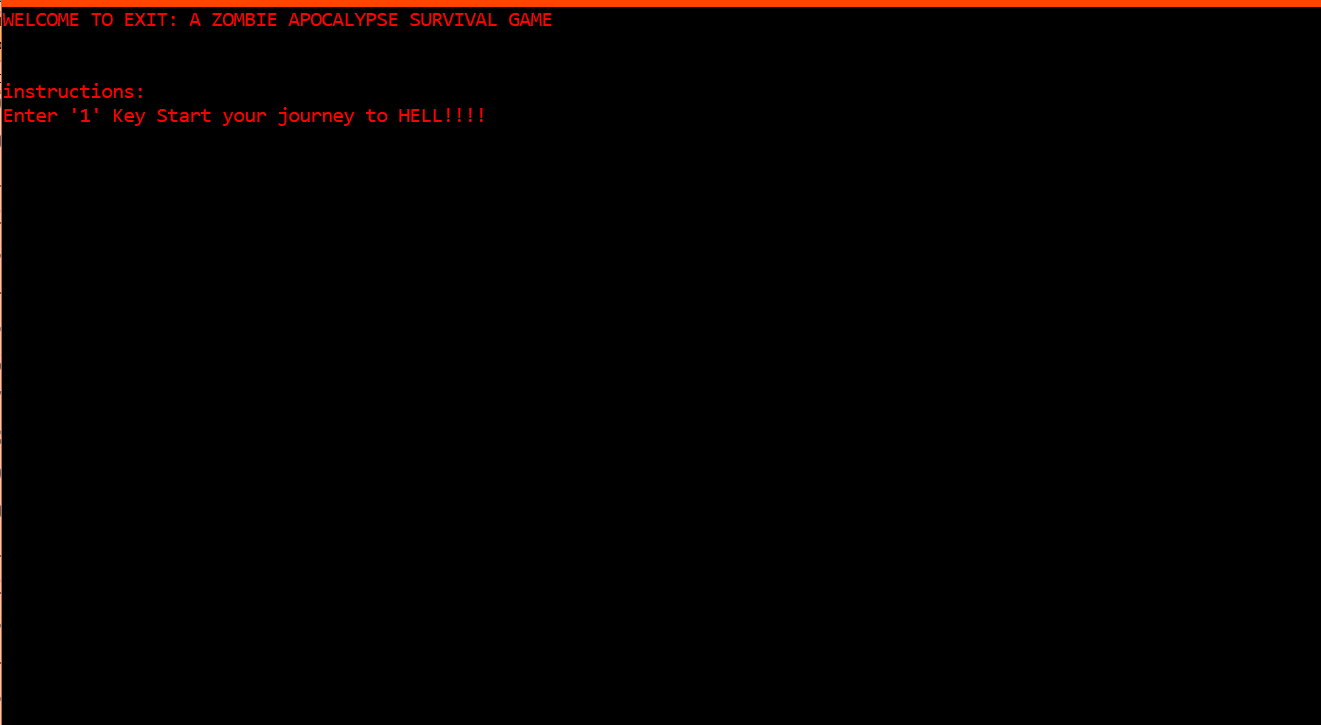 WELCOME TO EXIT: A ZOMBIE APOCALYPSE SURVIVAL GAME
instructions:
Enter '1' Key Start your journey to HELL!!!!